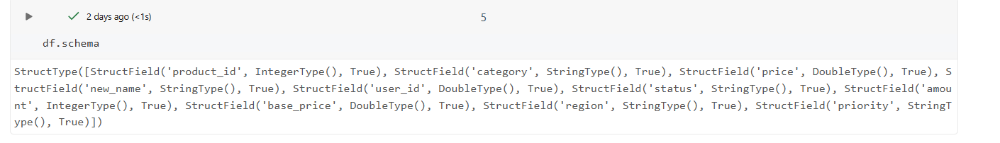 2 days ago (<1s)
5
df.schema
StructType([StructField('product_id', IntegerType(), True), StructField('category', StringType(), True), StructField('price', DoubleType(), True), S
tructField('new_name', StringType(), True), StructField('user_id', DoubleType(), True), StructField('status', StringType(), True), StructField('amou
nt', IntegerType(), True), StructField('base_price', DoubleType(), True), StructField('region', StringType(), True), StructField('priority', StringT
ype(), True)])